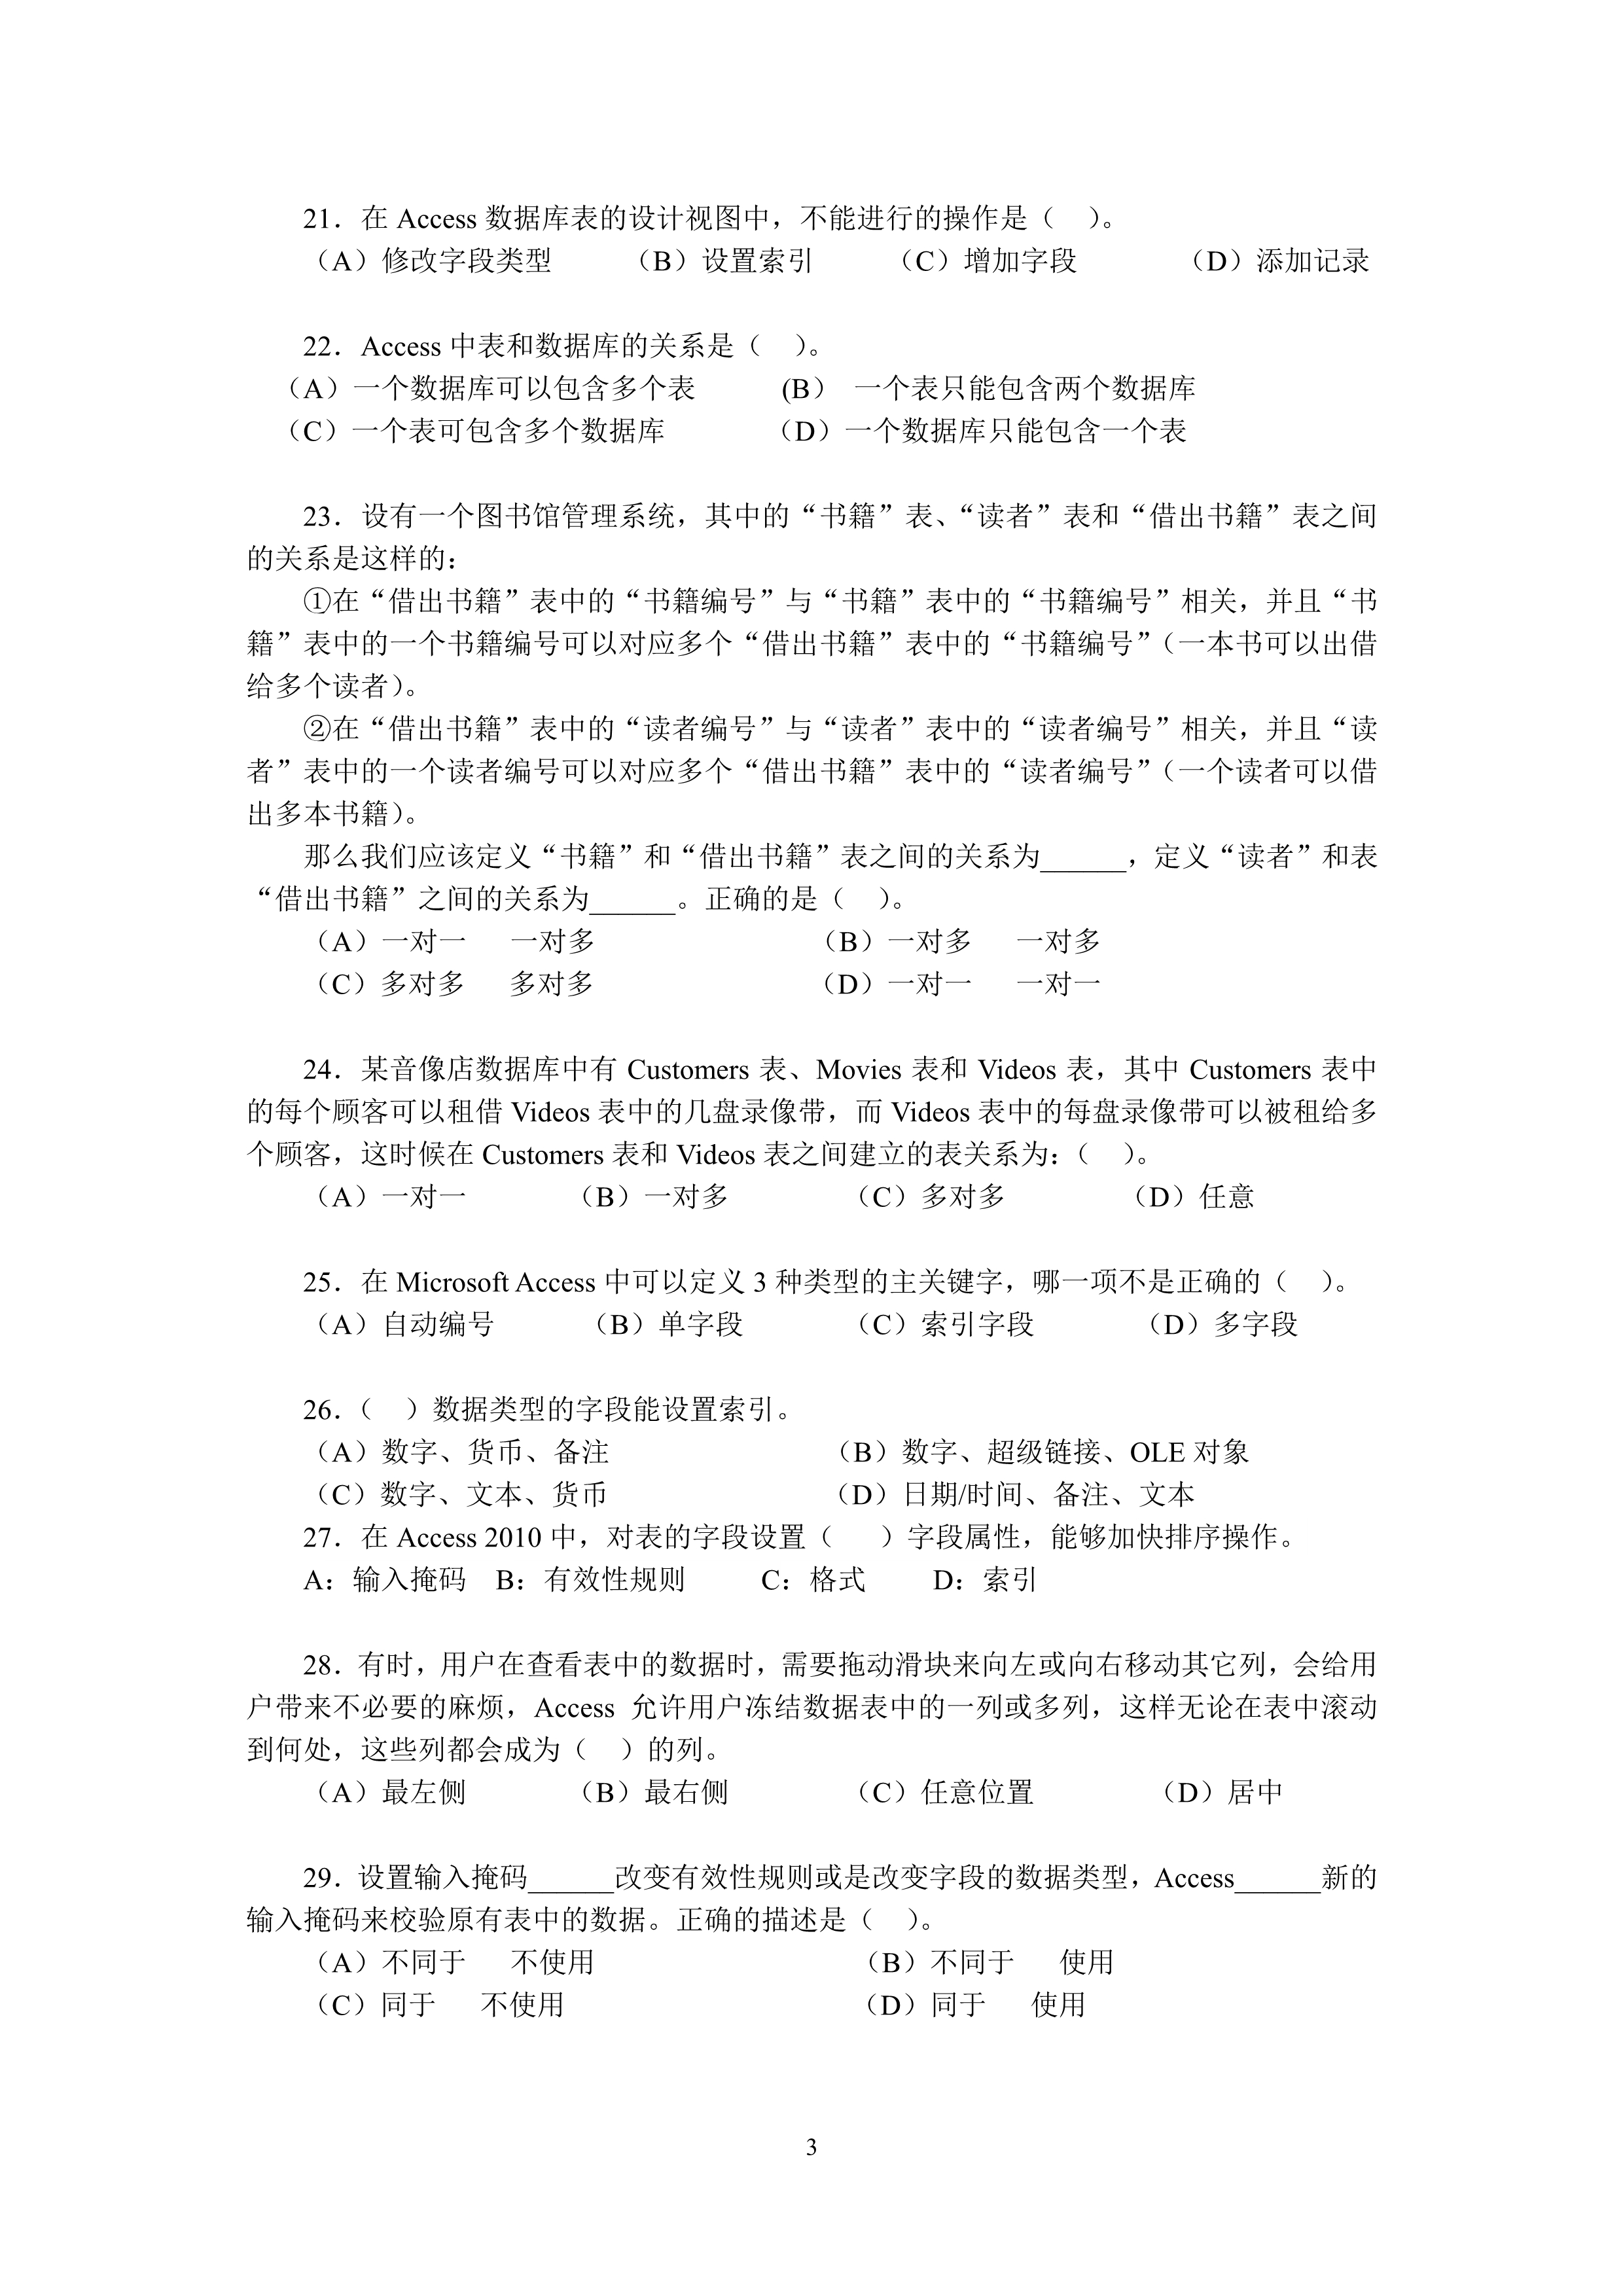 21．在 Access 数据库表的设计视图中，不能进行的操作是（　）。
（A）修改字段类型　（B）设置索引　（C）增加字段　（D）添加记录
22．Access 中表和数据库的关系是（　）。
（A）一个数据库可以包含多个表　(B）　一个表只能包含两个数据库
（C）一个表可包含多个数据库　（D）一个数据库只能包含一个表
23．设有一个图书馆管理系统，其中的“书籍”表、“读者”表和“借出书籍”表之间
的关系是这样的：
①在“借出书籍”表中的“书籍编号”与“书籍”表中的“书籍编号”相关，并且“书
籍”表中的一个书籍编号可以对应多个“借出书籍”表中的“书籍编号”（一本书可以出借
给多个读者）。
②在“借出书籍”表中的“读者编号”与“读者”表中的“读者编号”相关，并且“读
者”表中的一个读者编号可以对应多个“借出书籍”表中的“读者编号”（一个读者可以借
出多本书籍）。
那么我们应该定义“书籍”和“借出书籍”表之间的关系为______，定义“读者”和表
“借出书籍”之间的关系为______。正确的是（　）。
（A）一对一　一对多　（B）一对多　一对多
（C）多对多　多对多　（D）一对一　一对一
24．某音像店数据库中有 Customers 表、Movies 表和 Videos 表，其中 Customers 表中
的每个顾客可以租借 Videos 表中的几盘录像带，而 Videos 表中的每盘录像带可以被租给多
个顾客，这时候在 Customers 表和 Videos 表之间建立的表关系为：（　）。
（A）一对一　（B）一对多　（C）多对多　（D）任意
25．在 Microsoft Access 中可以定义 3 种类型的主关键字，哪一项不是正确的（　）。
（A）自动编号　（B）单字段　（C）索引字段　（D）多字段
26．（　）数据类型的字段能设置索引。
（A）数字、货币、备注　（B）数字、超级链接、OLE 对象
（C）数字、文本、货币　（D）日期/时间、备注、文本
27．在 Access 2010 中，对表的字段设置（　）字段属性，能够加快排序操作。
A：输入掩码　B：有效性规则　C：格式　D：索引
28．有时，用户在查看表中的数据时，需要拖动滑块来向左或向右移动其它列，会给用
户带来不必要的麻烦，Access 允许用户冻结数据表中的一列或多列，这样无论在表中滚动
到何处，这些列都会成为（　）的列。
（A）最左侧　（B）最右侧　（C）任意位置　（D）居中
29．设置输入掩码______改变有效性规则或是改变字段的数据类型，Access______新的
输入掩码来校验原有表中的数据。正确的描述是（　）。
（A）不同于　不使用　（B）不同于　使用
（C）同于　不使用　（D）同于　使用
3